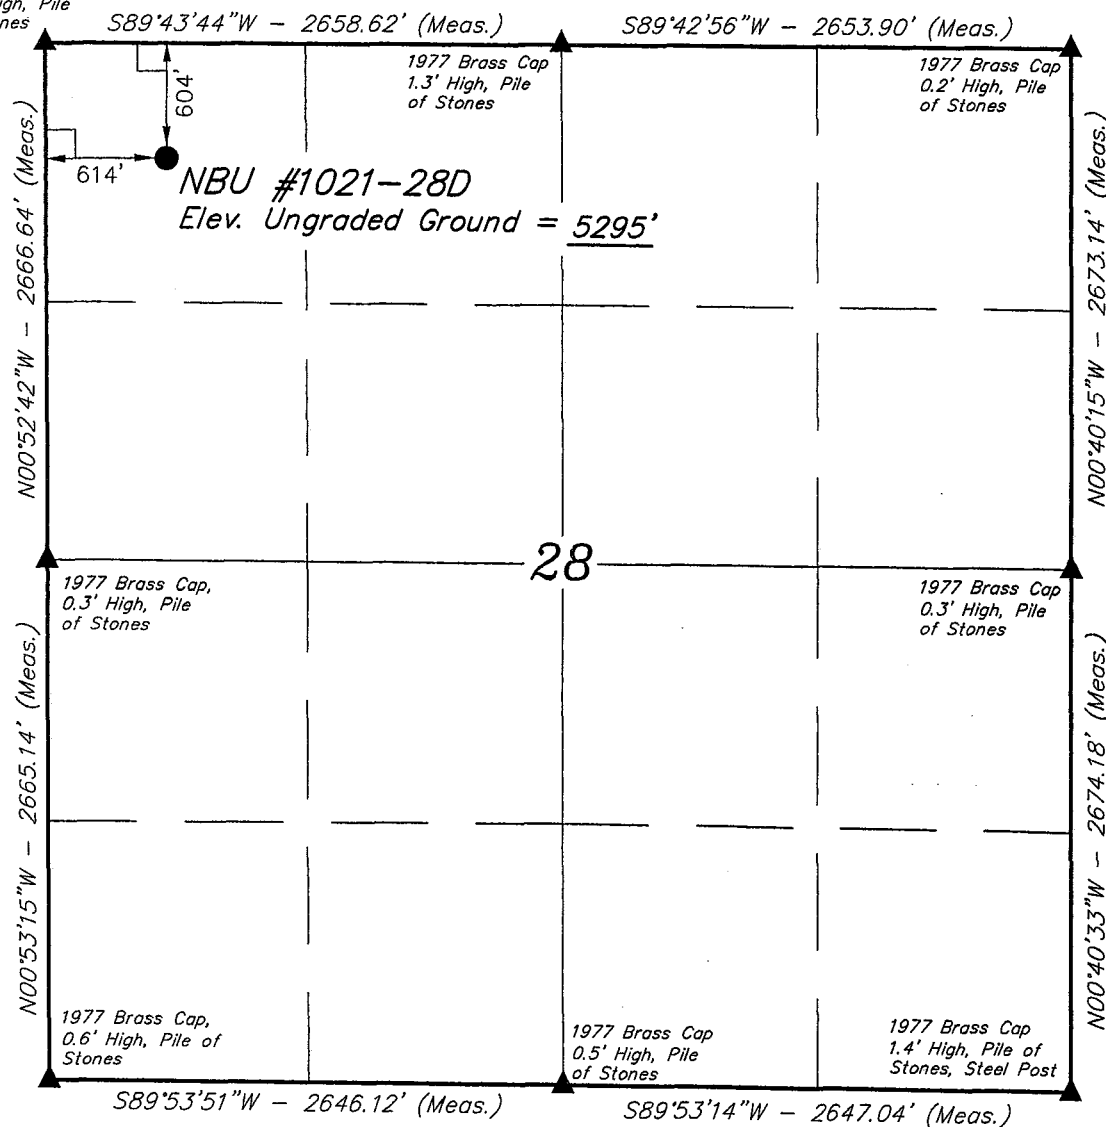 High, Pile
nes
S89°43'44"W - 2658.62' (Meas.)
S89°42'56"W - 2653.90' (Meas.)
1977 Brass Cap
1.3' High, Pile
of Stones
1977 Brass Cap
0.2' High, Pile
of Stones
604'
614'
NBU #1021-28D
Elev. Ungraded Ground = 5295'
N00°52'42"W - 2666.64' (Meas.)
N00°40'15"W - 2673.14' (Meas.)
28
1977 Brass Cap,
0.3' High, Pile
of Stones
1977 Brass Cap
0.3' High, Pile
of Stones
N00°53'15"W - 2665.14' (Meas.)
N00°40'33"W - 2674.18' (Meas.)
1977 Brass Cap,
0.6' High, Pile of
Stones
1977 Brass Cap
0.5' High, Pile
of Stones
1977 Brass Cap
1.4' High, Pile of
Stones, Steel Post
S89°53'51"W - 2646.12' (Meas.)
S89°53'14"W - 2647.04' (Meas.)